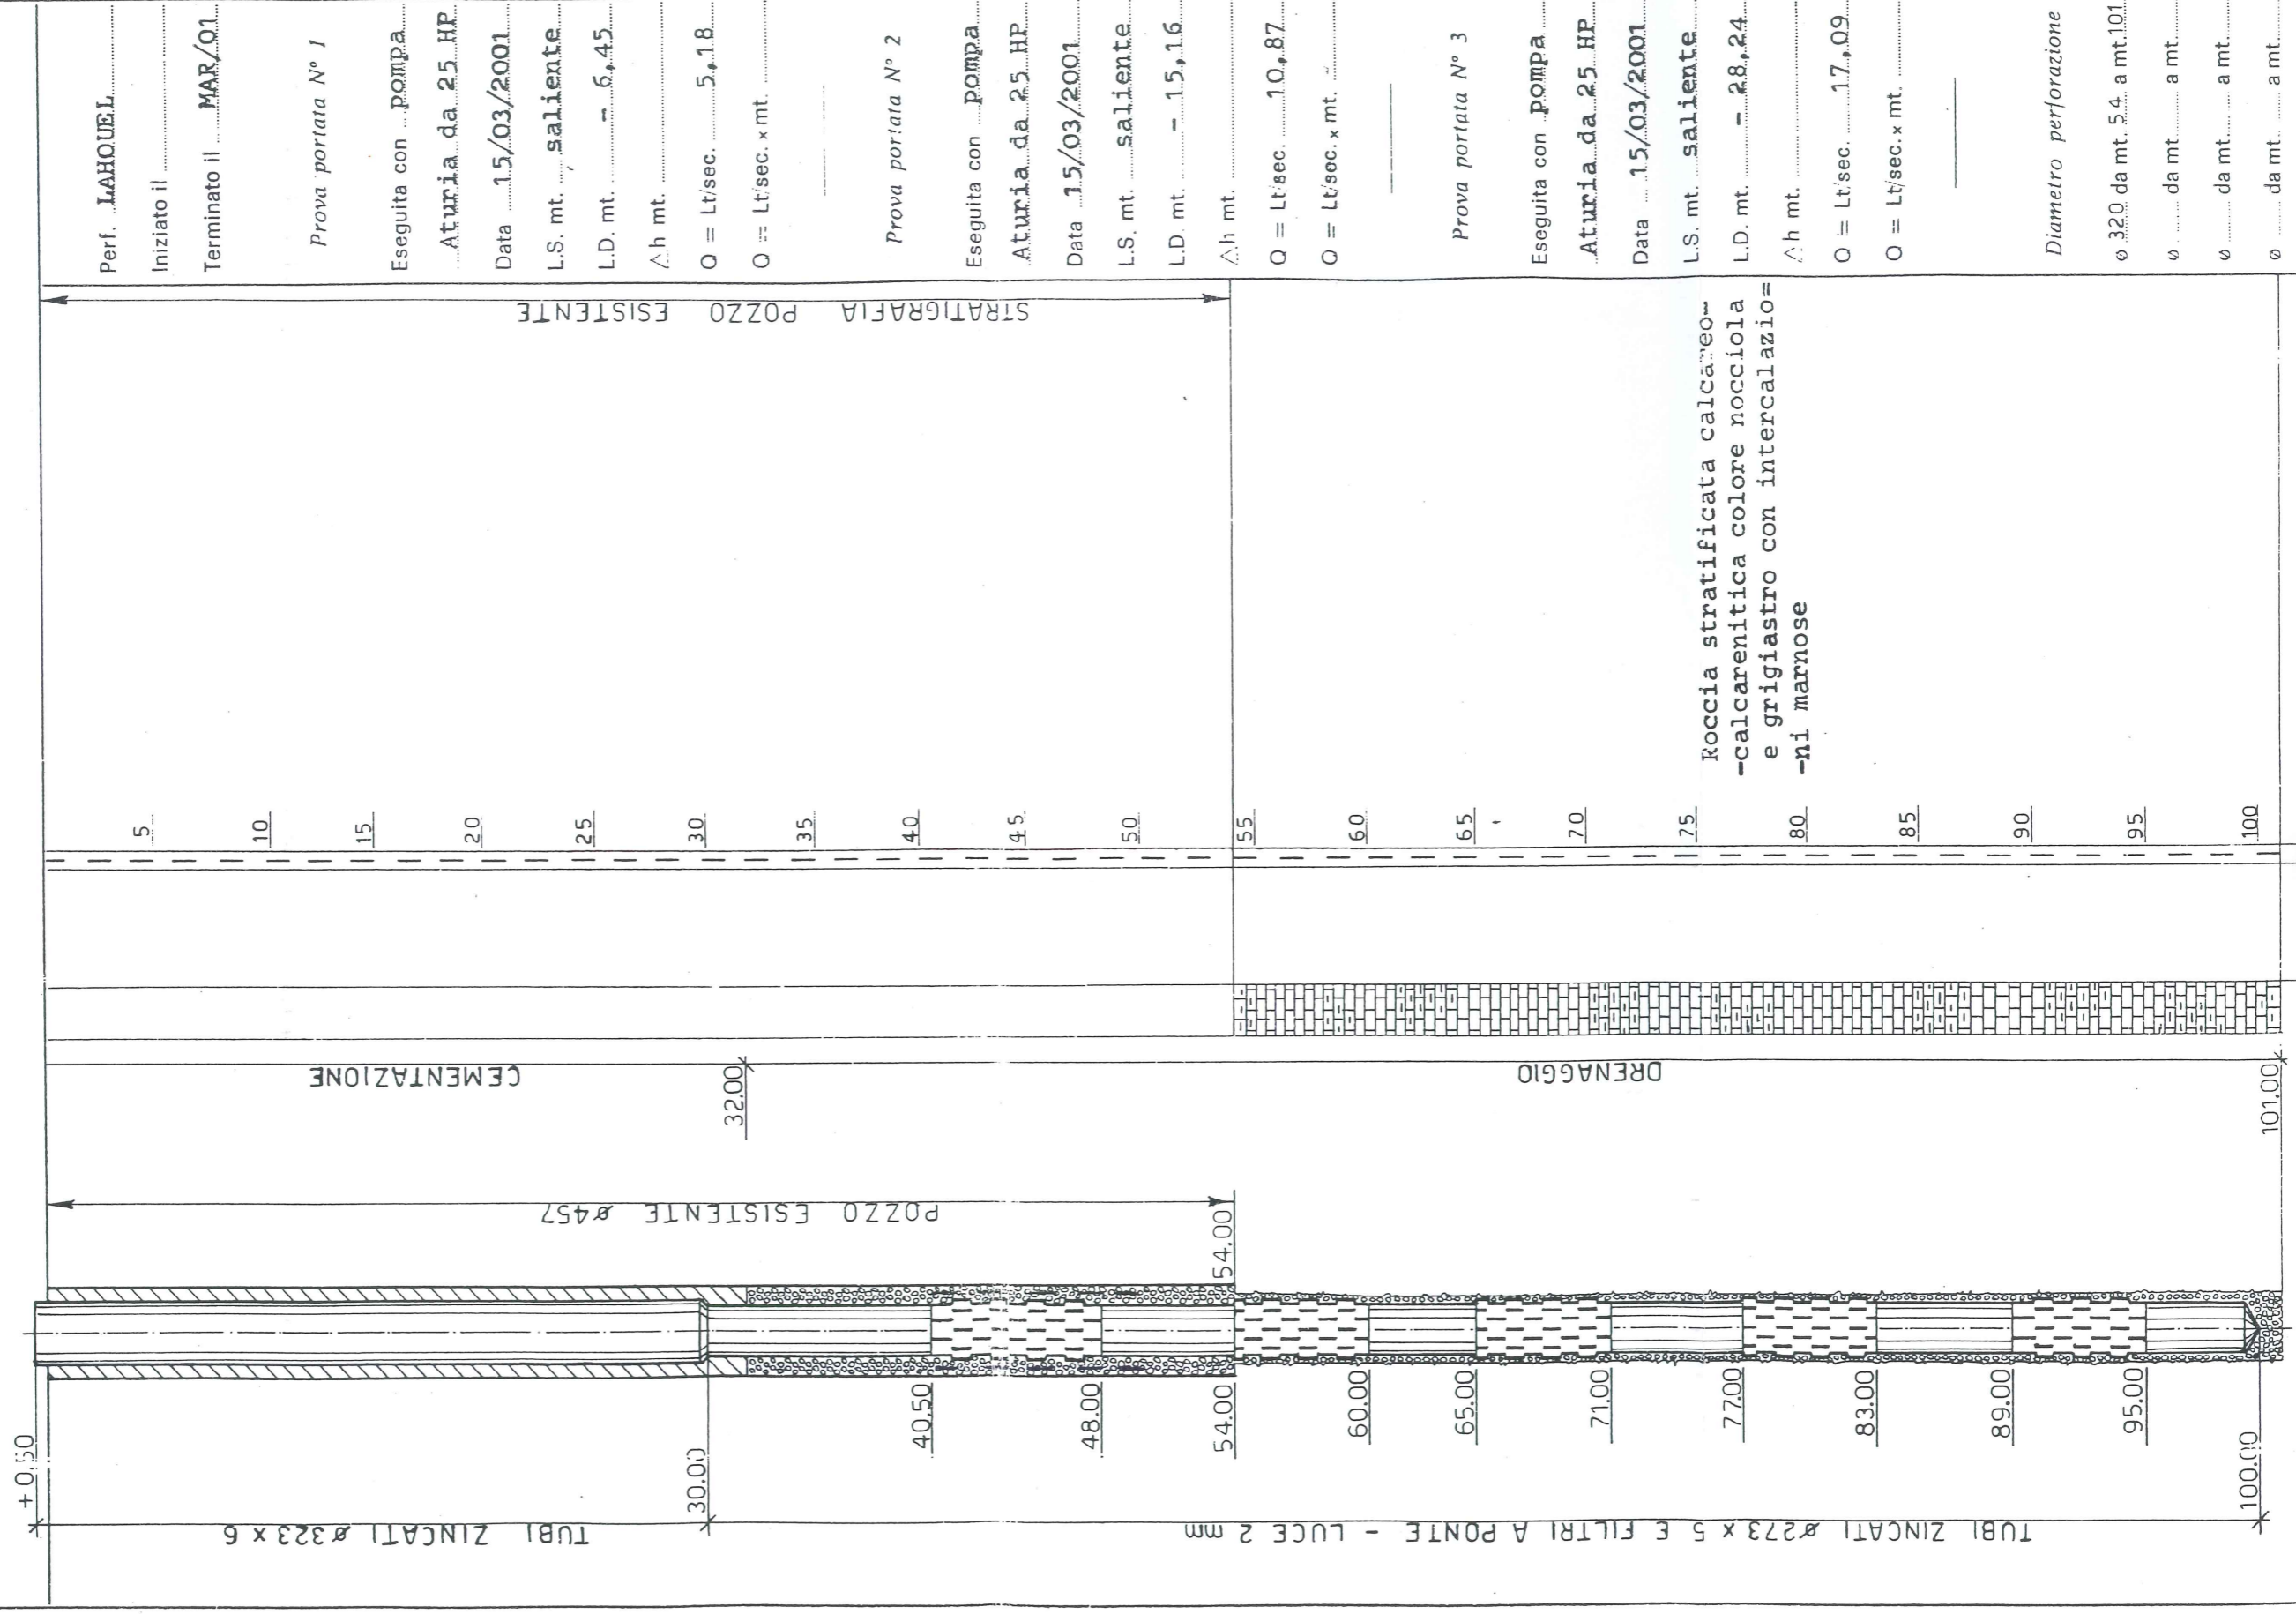 Perf. LAHOUEL
Iniziato il
Terminato il MAR/01
Prova portata N° 1
Eseguita con pompa
Aturia da 25 HP
Data 15/03/2001
L.S. mt. saliente
L.D. mt. - 6,45
△h mt.
Q = Lt/sec. 5,18
Q = Lt/sec. x mt.
Prova portata N° 2
Eseguita con pompa
Aturia da 25 HP
Data 15/03/2001
L.S. mt. saliente
L.D. mt. - 15,16
△h mt.
Q = Lt/sec. 10,87
Q = Lt/sec. x mt.
Prova portata N° 3
Eseguita con pompa
Aturia da 25 HP
Data 15/03/2001
L.S. mt. saliente
L.D. mt. - 28,24
△h mt.
Q = Lt/sec. 17,09
Q = Lt/sec. x mt.
Diametro perforazione
ø 320 da mt. 54 a mt. 101
ø da mt. a mt.
ø da mt. a mt.
ø da mt. a mt.
STRATIGRAFIA POZZO ESISTENTE
Roccia stratificata calcareo-
-calcarenitica colore nocciola
e grigiastro con intercalazio=
-ni marnose
5
10
15
20
25
30
35
40
45
50
55
60
65
70
75
80
85
90
95
100
CEMENTAZIONE
32.00
DRENAGGIO
101.00
POZZO ESISTENTE ø457
54.00
40.50
48.00
54.00
60.00
65.00
71.00
77.00
83.00
89.00
95.00
+ 0.50
30.00
100.00
TUBI ZINCATI ø323 x 6
TUBI ZINCATI ø273 x 5 E FILTRI A PONTE - LUCE 2 mm